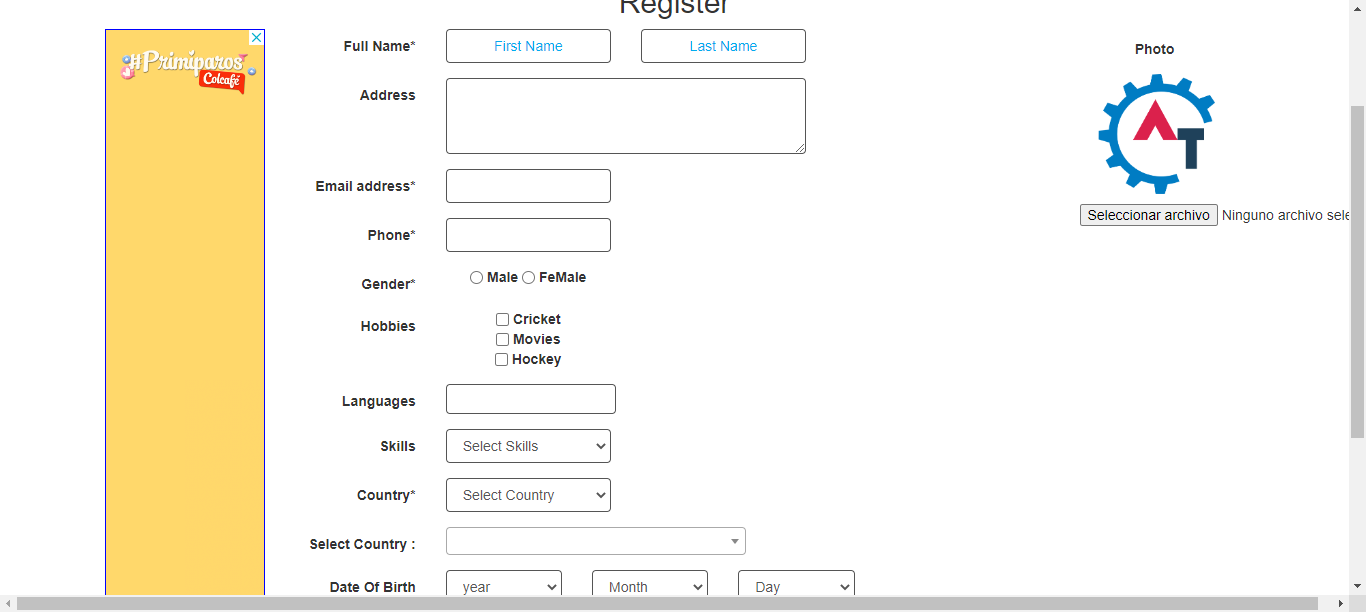 Register
#Primiparos
Colcafé
Full Name* First Name Last Name
Photo
Address
AT
Email address*
Seleccionar archivo Ninguno archivo sele
Phone*
Gender* Male FeMale
Hobbies Cricket
Movies
Hockey
Languages
Skills Select Skills
Country* Select Country
Select Country :
Date Of Birth year Month Day